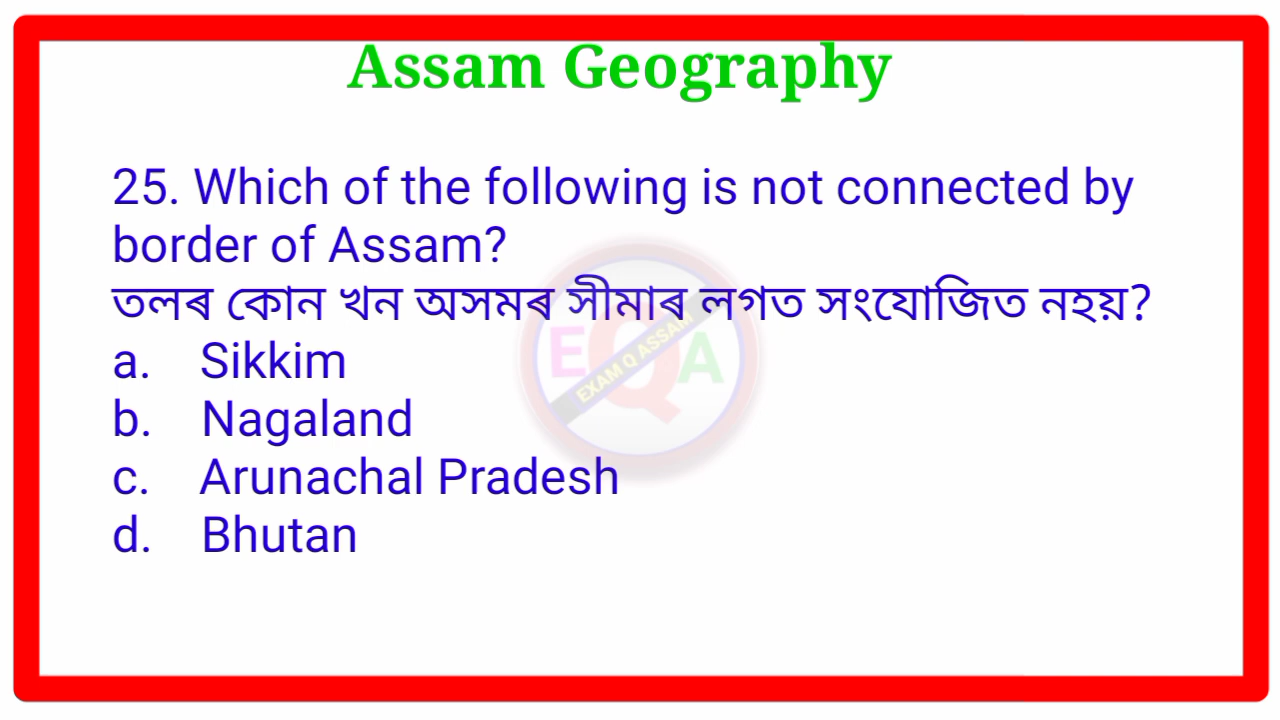 Assam Geography
25. Which of the following is not connected by
border of Assam?
তলৰ কোন খন অসমৰ সীমাৰ লগত সংযোজিত নহয়?
a. Sikkim
b. Nagaland
c. Arunachal Pradesh
d. Bhutan
E Q A
EXAM Q ASSAM